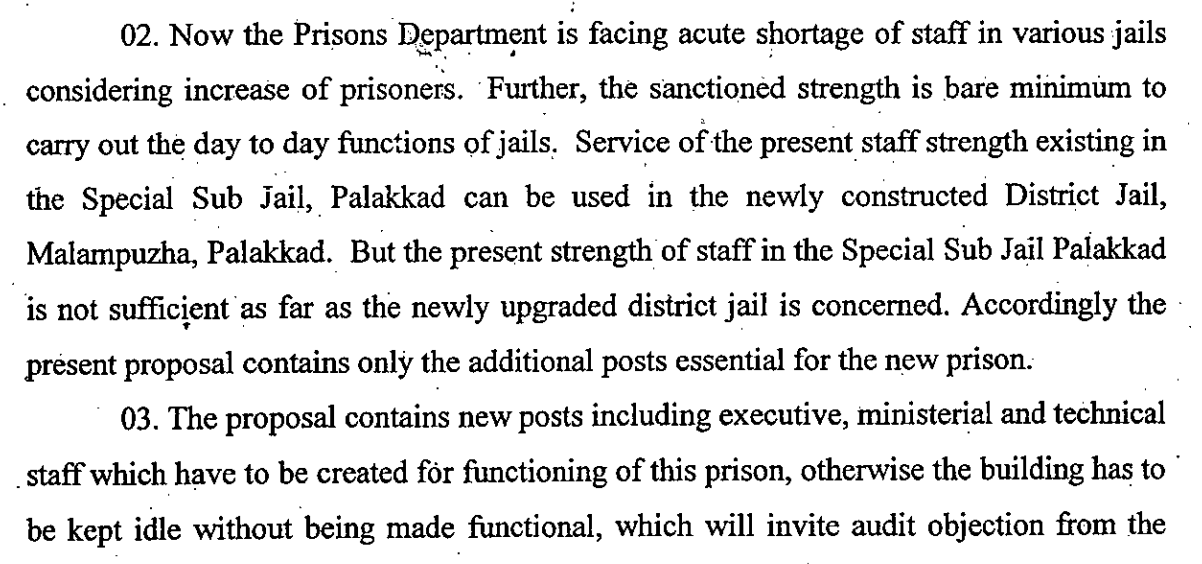 02. Now the Prisons Department is facing acute shortage of staff in various jails
considering increase of prisoners. Further, the sanctioned strength is bare minimum to
carry out the day to day functions of jails. Service of the present staff strength existing in
the Special Sub Jail, Palakkad can be used in the newly constructed District Jail,
Malampuzha, Palakkad. But the present strength of staff in the Special Sub Jail Palakkad
is not sufficient as far as the newly upgraded district jail is concerned. Accordingly the
present proposal contains only the additional posts essential for the new prison.
03. The proposal contains new posts including executive, ministerial and technical
staff which have to be created for functioning of this prison, otherwise the building has to
be kept idle without being made functional, which will invite audit objection from the